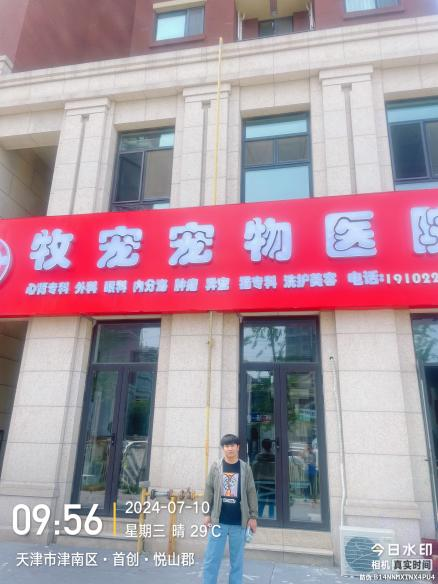 牧宠宠物医院
心脏专科 外科 眼科 内分泌 肿瘤 异宠 猫专科 洗护美容 电话:191022
09:56
2024-07-10
星期三 晴 29℃
天津市津南区·首创·悦山郡
今日水印
相机 真实时间
防伪 B14NNMXTNX4PU4